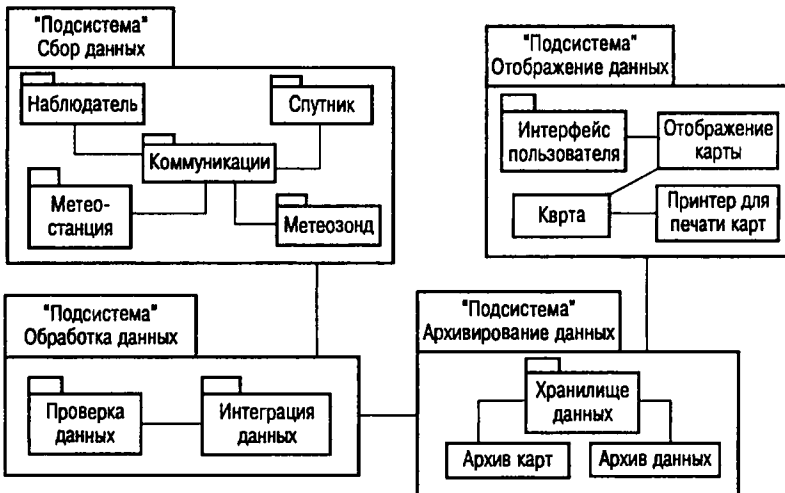 "Подсистема"
Сбор данных
Наблюдатель
Спутник
Коммуникации
Метео-
станция
Метеозонд
"Подсистема"
Отображение данных
Интерфейс
пользователя
Отображение
карты
Кврта
Принтер для
печати карт
"Подсистема"
Обработка данных
Проверка
данных
Интеграция
данных
"Подсистема"
Архивирование данных
Хранилище
данных
Архив карт
Архив данных